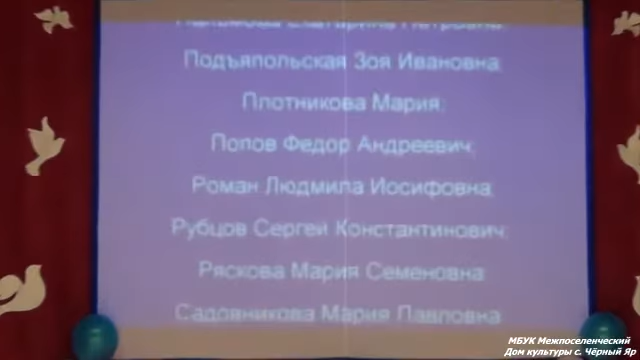 Подъяпольская Зоя Ивановна;
Плотникова Мария;
Попов Федор Андреевич;
Роман Людмила Иосифовна;
Рубцов Сергей Константинович;
Ряскова Мария Семеновна
Садовникова Мария Павловна
МБУК Межпоселенческий
Дом культуры с. Чёрный Яр